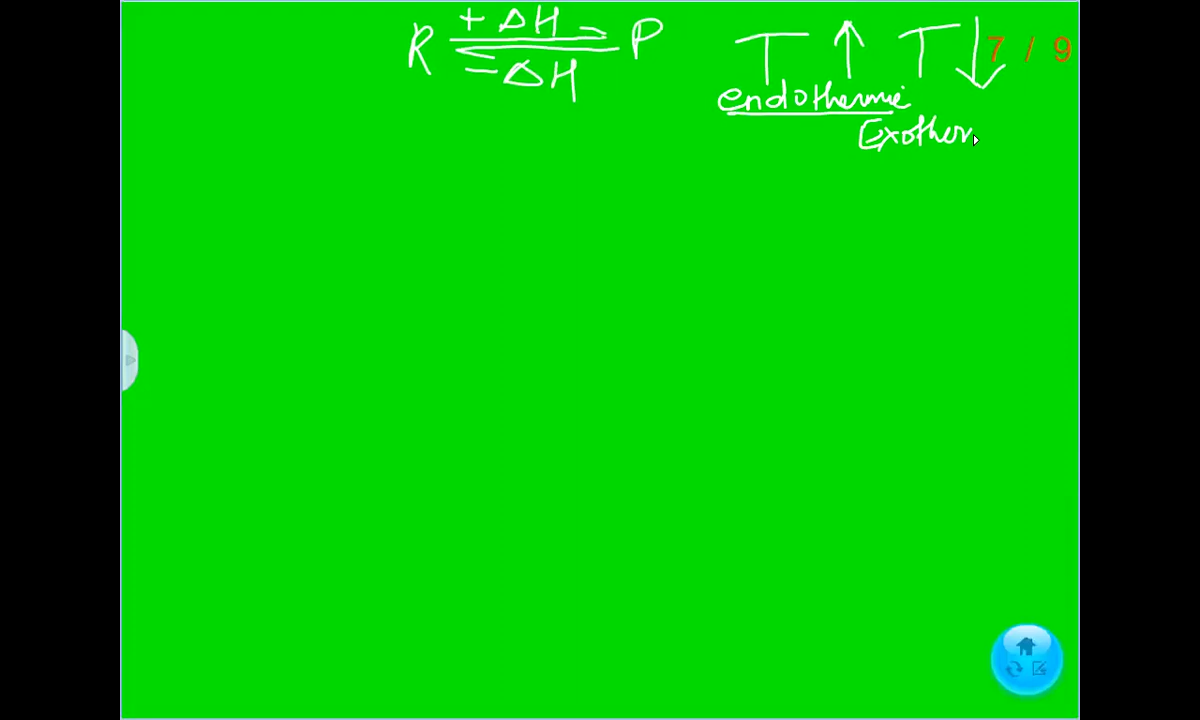 R +ΔH ⇌ P T ↑ T ↓ 7 / 9
-ΔH
endothermic
Exother